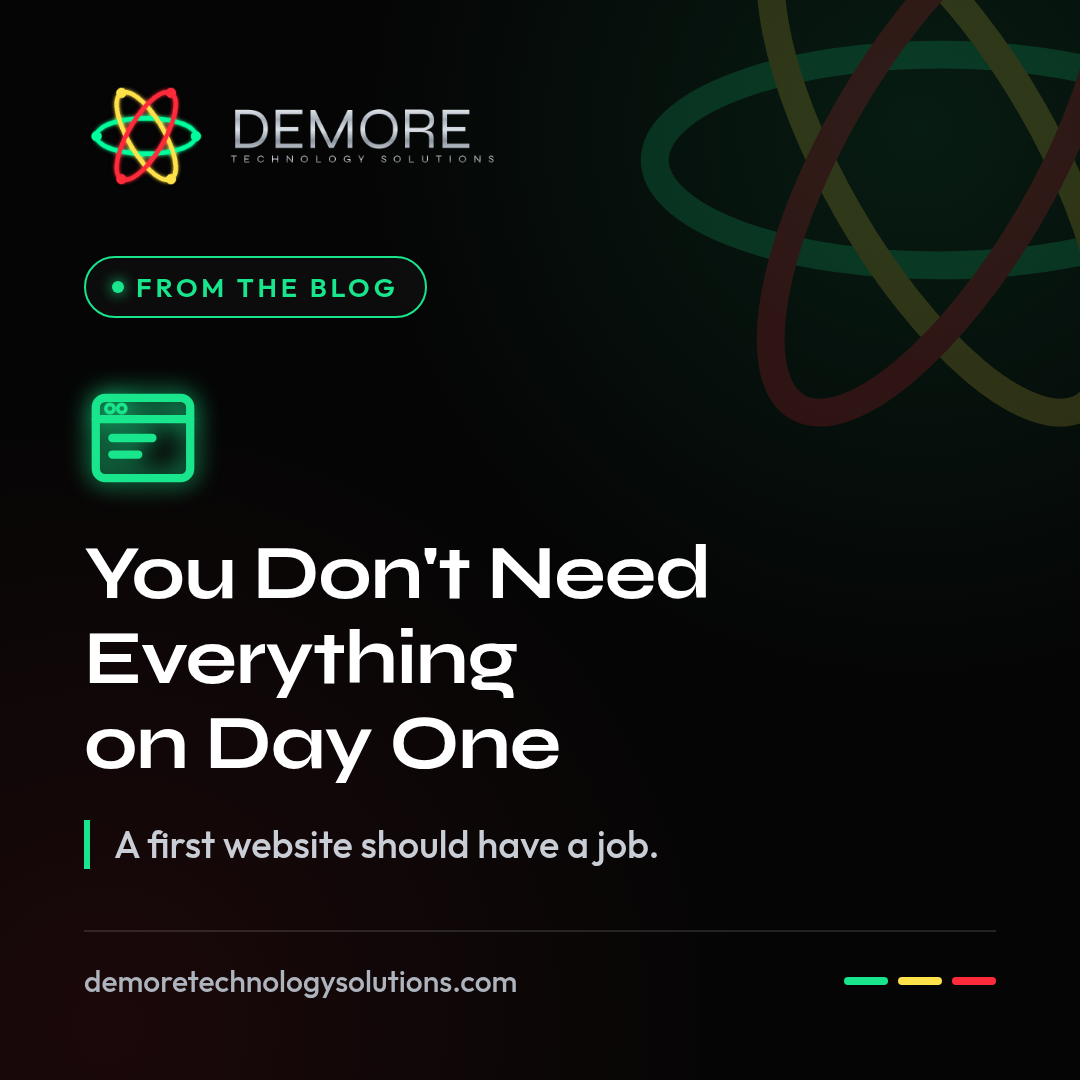 DEMORE
TECHNOLOGY SOLUTIONS
FROM THE BLOG
You Don't Need
Everything
on Day One
A first website should have a job.
demoretechnologysolutions.com